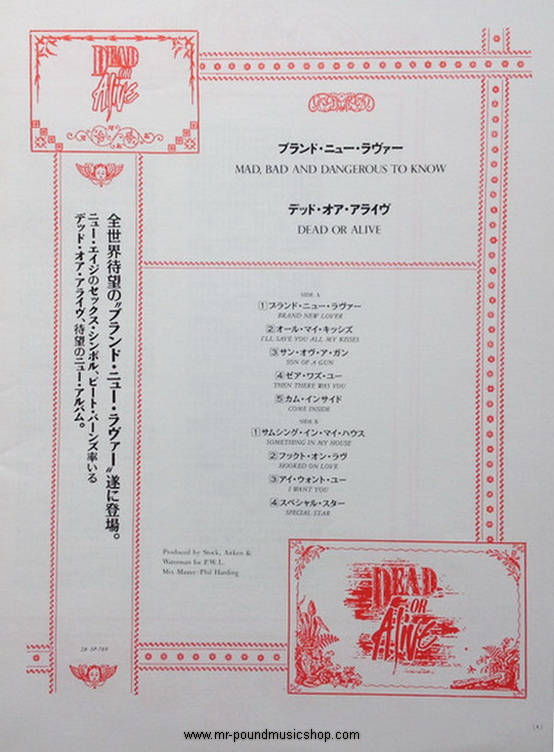 DEAD
OR
Alive
ブランド・ニュー・ラヴァー
MAD, BAD AND DANGEROUS TO KNOW
デッド・オア・アライヴ
DEAD OR ALIVE
全世界待望の"ブランド・ニュー・ラヴァー"遂に登場。
ニュー・エイジのセックス・シンボル、ピート・バーンズ率いる
デッド・オア・アライヴ、待望のニュー・アルバム。
SIDE A
1 ブランド・ニュー・ラヴァー
BRAND NEW LOVER
2 オール・マイ・キッシズ
I'LL SAVE YOU ALL MY KISSES
3 サン・オヴ・ア・ガン
SON OF A GUN
4 ゼア・ワズ・ユー
THEN THERE WAS YOU
5 カム・インサイド
COME INSIDE
SIDE B
1 サムシング・イン・マイ・ハウス
SOMETHING IN MY HOUSE
2 フックト・オン・ラヴ
HOOKED ON LOVE
3 アイ・ウォント・ユー
I WANT YOU
4 スペシャル・スター
SPECIAL STAR
Produced by Stock, Aitken &
Waterman for P.W.L.
Mix Master: Phil Harding
DEAD
OR
Alive
www.mr-poundmusicshop.com